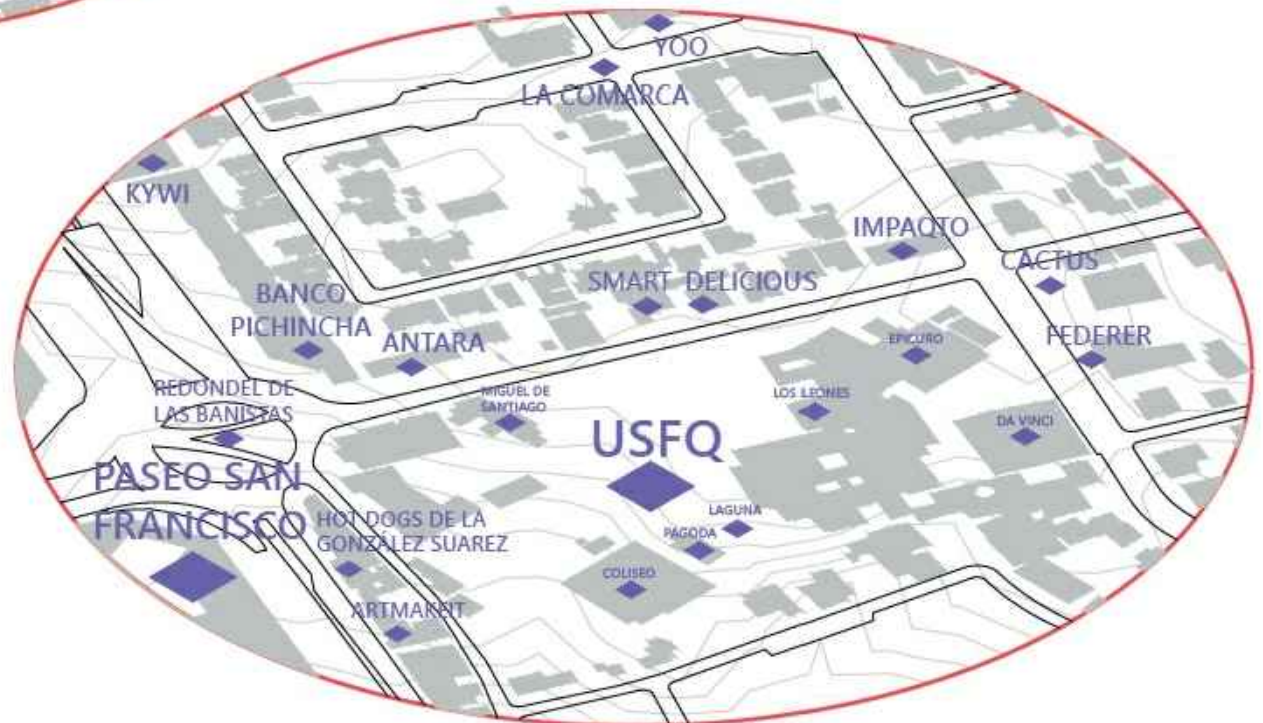 YOO
LA COMARCA
KYWI
IMPAQTO
CACTUS
SMART DELICIOUS
BANCO
PICHINCHA
ANTARA
FEDERER
EPICURO
REDONDEL DE
LAS BANISTAS
MIGUEL DE
SANTIAGO
LOS LEONES
DA VINCI
USFQ
PASEO SAN
FRANCISCO
HOT DOGS DE LA
GONZÁLEZ SUAREZ
LAGUNA
PAGODA
COLISEO
ARTMAKEIT